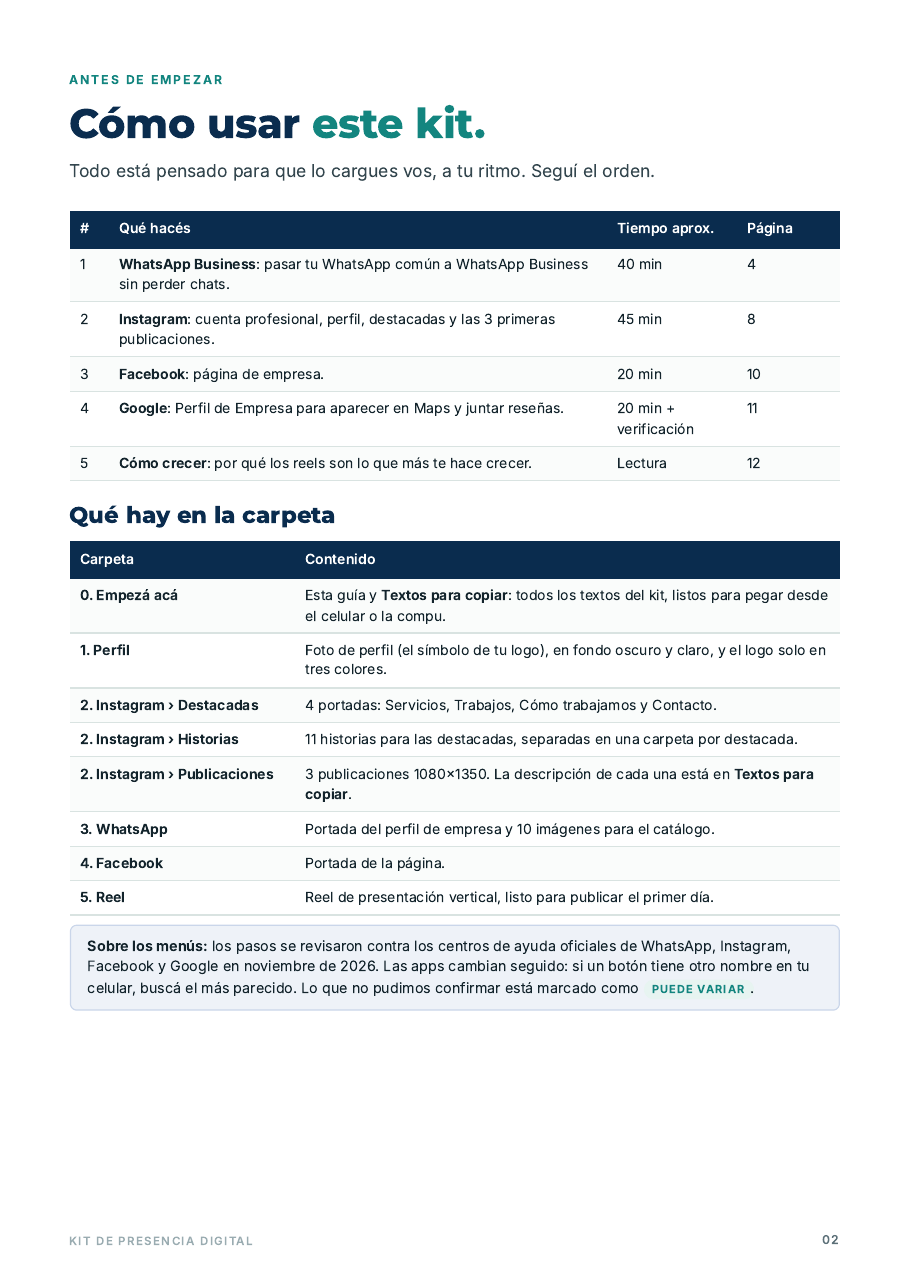 ANTES DE EMPEZAR
Cómo usar este kit.
Todo está pensado para que lo cargues vos, a tu ritmo. Seguí el orden.
# Qué hacés Tiempo aprox. Página
1 WhatsApp Business: pasar tu WhatsApp común a WhatsApp Business 40 min 4
sin perder chats.
2 Instagram: cuenta profesional, perfil, destacadas y las 3 primeras 45 min 8
publicaciones.
3 Facebook: página de empresa. 20 min 10
4 Google: Perfil de Empresa para aparecer en Maps y juntar reseñas. 20 min + 11
verificación
5 Cómo crecer: por qué los reels son lo que más te hace crecer. Lectura 12
Qué hay en la carpeta
Carpeta Contenido
0. Empezá acá Esta guía y Textos para copiar: todos los textos del kit, listos para pegar desde
el celular o la compu.
1. Perfil Foto de perfil (el símbolo de tu logo), en fondo oscuro y claro, y el logo solo en
tres colores.
2. Instagram › Destacadas 4 portadas: Servicios, Trabajos, Cómo trabajamos y Contacto.
2. Instagram › Historias 11 historias para las destacadas, separadas en una carpeta por destacada.
2. Instagram › Publicaciones 3 publicaciones 1080×1350. La descripción de cada una está en Textos para
copiar.
3. WhatsApp Portada del perfil de empresa y 10 imágenes para el catálogo.
4. Facebook Portada de la página.
5. Reel Reel de presentación vertical, listo para publicar el primer día.
Sobre los menús: los pasos se revisaron contra los centros de ayuda oficiales de WhatsApp, Instagram,
Facebook y Google en noviembre de 2026. Las apps cambian seguido: si un botón tiene otro nombre en tu
celular, buscá el más parecido. Lo que no pudimos confirmar está marcado como PUEDE VARIAR .
KIT DE PRESENCIA DIGITAL 02